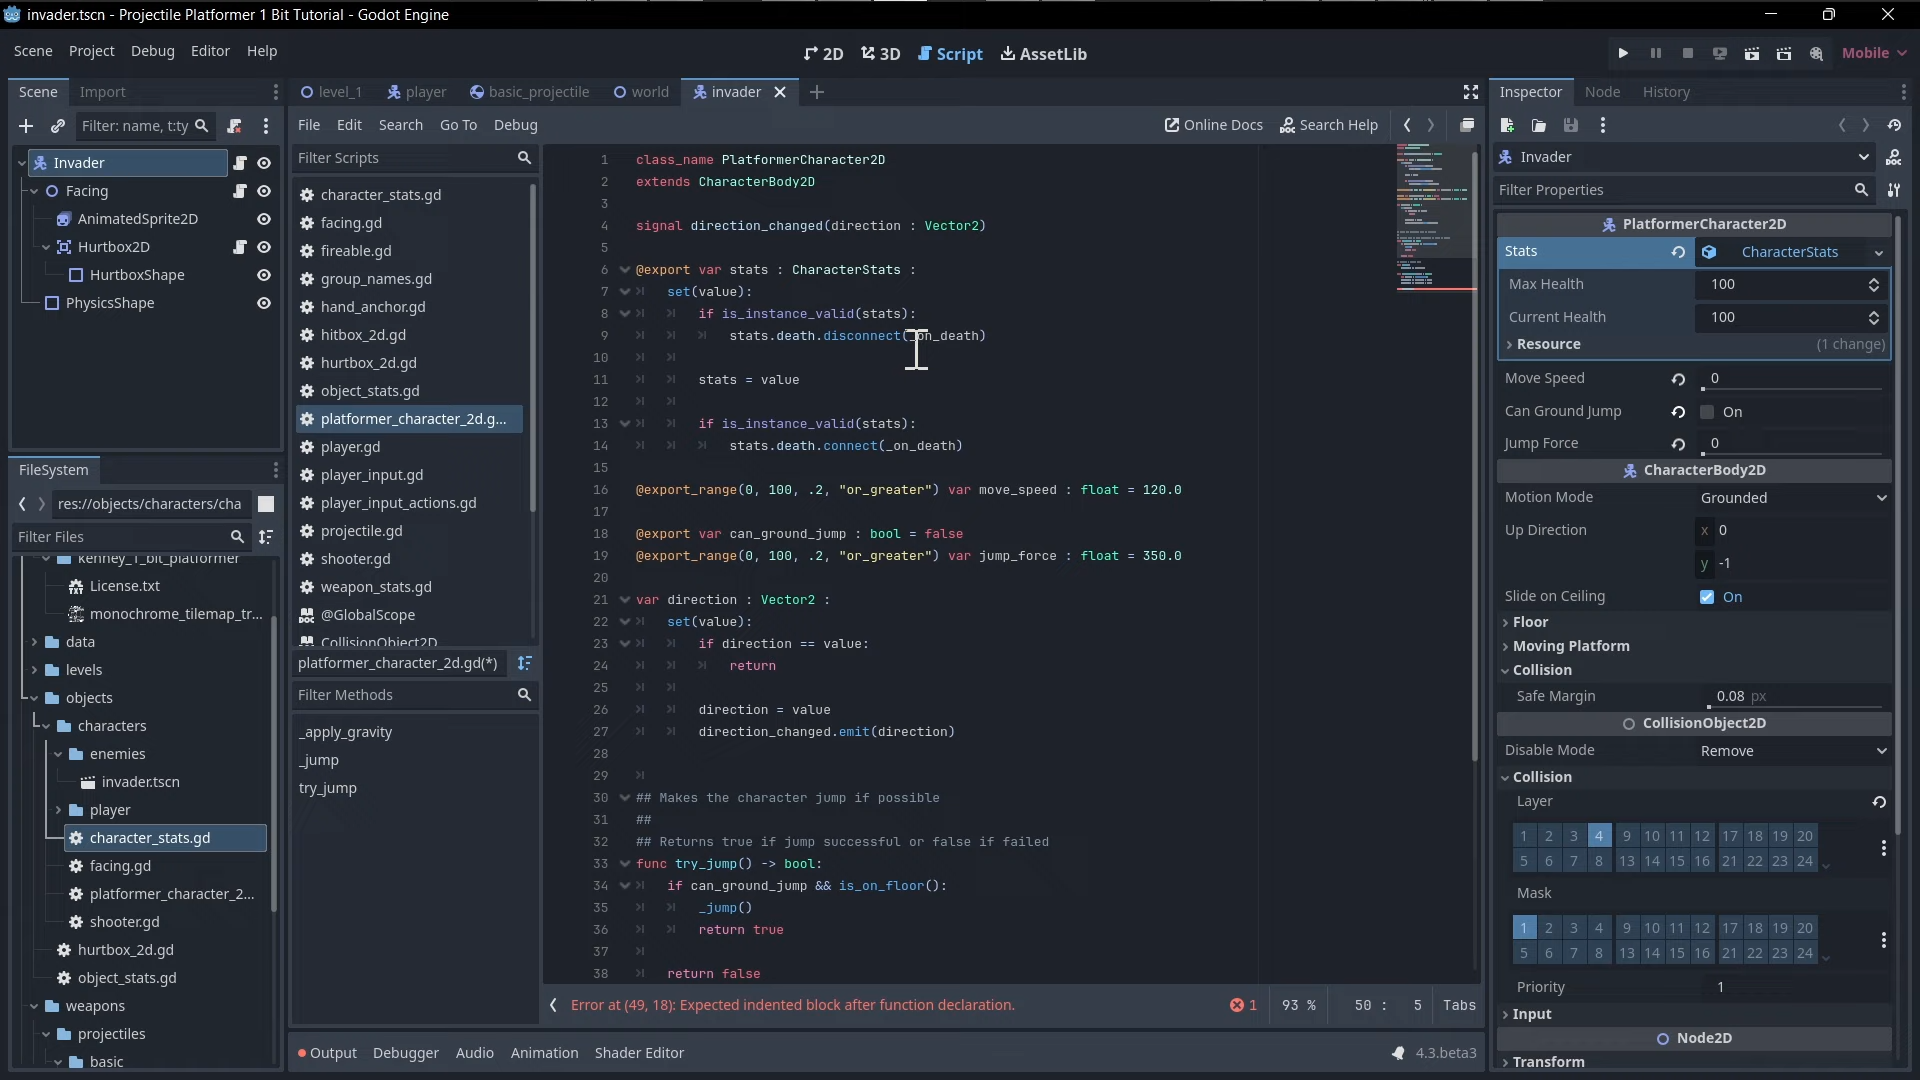 invader.tscn - Projectile Platformer 1 Bit Tutorial - Godot Engine
Scene Project Debug Editor Help
2D 3D Script AssetLib
Mobile
Scene Import
level_1 player basic_projectile world invader
Inspector Node History
Filter: name, t:ty
File Edit Search Go To Debug
Online Docs Search Help
Invader
Facing
AnimatedSprite2D
Hurtbox2D
HurtboxShape
PhysicsShape
FileSystem
res://objects/characters/cha
Filter Files
kenney_1_bit_platformer
License.txt
monochrome_tilemap_tr...
data
levels
objects
characters
enemies
invader.tscn
player
character_stats.gd
facing.gd
platformer_character_2...
shooter.gd
hurtbox_2d.gd
object_stats.gd
weapons
projectiles
basic
Filter Scripts
character_stats.gd
facing.gd
fireable.gd
group_names.gd
hand_anchor.gd
hitbox_2d.gd
hurtbox_2d.gd
object_stats.gd
platformer_character_2d.g...
player.gd
player_input.gd
player_input_actions.gd
projectile.gd
shooter.gd
weapon_stats.gd
@GlobalScope
CollisionObject2D
platformer_character_2d.gd(*)
Filter Methods
_apply_gravity
_jump
try_jump
1 class_name PlatformerCharacter2D
2 extends CharacterBody2D
3
4 signal direction_changed(direction : Vector2)
5
6 @export var stats : CharacterStats :
7 set(value):
8 if is_instance_valid(stats):
9 stats.death.disconnect(_on_death)
10
11 stats = value
12
13 if is_instance_valid(stats):
14 stats.death.connect(_on_death)
15
16 @export_range(0, 100, .2, "or_greater") var move_speed : float = 120.0
17
18 @export var can_ground_jump : bool = false
19 @export_range(0, 100, .2, "or_greater") var jump_force : float = 350.0
20
21 var direction : Vector2 :
22 set(value):
23 if direction == value:
24 return
25
26 direction = value
27 direction_changed.emit(direction)
28
29
30 ## Makes the character jump if possible
31 ##
32 ## Returns true if jump successful or false if failed
33 func try_jump() -> bool:
34 if can_ground_jump && is_on_floor():
35 _jump()
36 return true
37
38 return false
Error at (49, 18): Expected indented block after function declaration.
1 93 % 50 : 5 Tabs
Output Debugger Audio Animation Shader Editor
4.3.beta3
Invader
Filter Properties
PlatformerCharacter2D
Stats CharacterStats
Max Health 100
Current Health 100
Resource (1 change)
Move Speed 0
Can Ground Jump On
Jump Force 0
CharacterBody2D
Motion Mode Grounded
Up Direction x 0
y -1
Slide on Ceiling On
Floor
Moving Platform
Collision
Safe Margin 0.08 px
CollisionObject2D
Disable Mode Remove
Collision
Layer
1 2 3 4 9 10 11 12 17 18 19 20
5 6 7 8 13 14 15 16 21 22 23 24
Mask
1 2 3 4 9 10 11 12 17 18 19 20
5 6 7 8 13 14 15 16 21 22 23 24
Priority 1
Input
Node2D
Transform